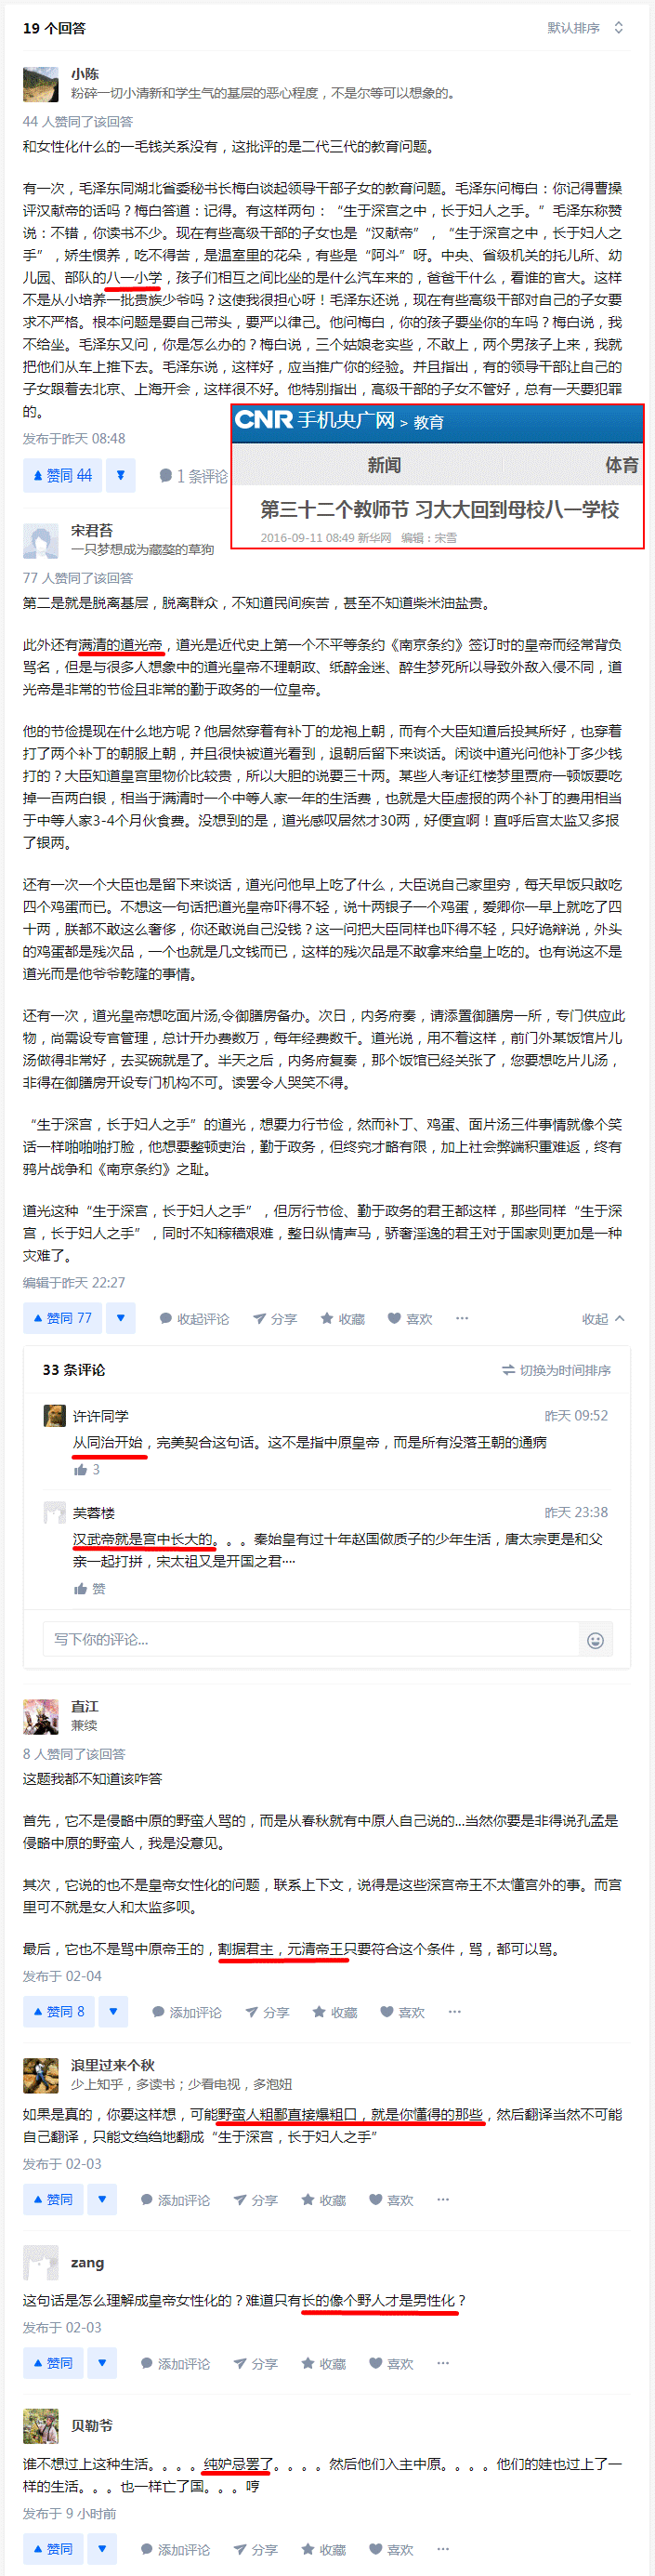 19 个回答
默认排序
小陈
粉碎一切小清新和学生气的基层的恶心程度，不是尔等可以想象的。
44 人赞同了该回答
和女性化什么的一毛钱关系没有，这批评的是二代三代的教育问题。
有一次，毛泽东同湖北省委秘书长梅白谈起领导干部子女的教育问题。毛泽东问梅白：你记得曹操
评汉献帝的话吗？梅白答道：记得。有这样两句：“生于深宫之中，长于妇人之手。”毛泽东称赞
说：不错，你读书不少。现在有些高级干部的子女也是“汉献帝”，“生于深宫之中，长于妇人之
手”，娇生惯养，吃不得苦，是温室里的花朵，有些是“阿斗”呀。中央、省级机关的托儿所、幼
儿园、部队的八一小学，孩子们相互之间比坐的是什么汽车来的，爸爸干什么，看谁的官大。这样
不是从小培养一批贵族少爷吗？这使我很担心呀！毛泽东还说，现在有些高级干部对自己的子女要
求不严格。根本问题是要自己带头，要严以律己。他问梅白，你的孩子要坐你的车吗？梅白说，我
不给坐。毛泽东又问，你是怎么办的？梅白说，三个姑娘老实些，不敢上，两个男孩子上来，我就
把他们从车上推下去。毛泽东说，这样好，应当推广你的经验。并且指出，有的领导干部让自己的
子女跟着去北京、上海开会，这样很不好。他特别指出，高级干部的子女不管好，总有一天要犯罪
的。
发布于昨天 08:48
赞同 44
1 条评论
CNR 手机央广网 > 教育
新闻
体育
第三十二个教师节 习大大回到母校八一学校
2016-09-11 08:49 新华网 编辑：宋雪
宋君苔
一只梦想成为藏獒的草狗
77 人赞同了该回答
第二是就是脱离基层，脱离群众，不知道民间疾苦，甚至不知道柴米油盐贵。
此外还有满清的道光帝，道光是近代史上第一个不平等条约《南京条约》签订时的皇帝而经常背负
骂名，但是与很多人想象中的道光皇帝不理朝政、纸醉金迷、醉生梦死所以导致外敌入侵不同，道
光帝是非常的节俭且非常的勤于政务的一位皇帝。
他的节俭提现在什么地方呢？他居然穿着有补丁的龙袍上朝，而有个大臣知道后投其所好，也穿着
打了两个补丁的朝服上朝，并且很快被道光看到，退朝后留下来谈话。闲谈中道光问他补丁多少钱
打的？大臣知道皇宫里物价比较贵，所以大胆的说要三十两。某些人考证红楼梦里贾府一顿饭要吃
掉一百两白银，相当于满清时一个中等人家一年的生活费，也就是大臣虚报的两个补丁的费用相当
于中等人家3-4个月伙食费。没想到的是，道光感叹居然才30两，好便宜啊！直呼后宫太监又多报
了银两。
还有一次一个大臣也是留下来谈话，道光问他早上吃了什么，大臣说自己家里穷，每天早饭只敢吃
四个鸡蛋而已。不想这一句话把道光皇帝吓得不轻，说十两银子一个鸡蛋，爱卿你一早上就吃了四
十两，朕都不敢这么奢侈，你还敢说自己没钱？这一问把大臣同样也吓得不轻，只好诡辩说，外头
的鸡蛋都是残次品，一个也就是几文钱而已，这样的残次品是不敢拿来给皇上吃的。也有说这不是
道光而是他爷爷乾隆的事情。
还有一次，道光皇帝想吃面片汤,令御膳房备办。次日，内务府奏，请添置御膳房一所，专门供应此
物，尚需设专官管理，总计开办费数万，每年经费数千。道光说，用不着这样，前门外某饭馆片儿
汤做得非常好，去买碗就是了。半天之后，内务府复奏，那个饭馆已经关张了，您要想吃片儿汤，
非得在御膳房开设专门机构不可。读罢令人哭笑不得。
“生于深宫，长于妇人之手”的道光，想要力行节俭，然而补丁、鸡蛋、面片汤三件事情就像个笑
话一样啪啪啪打脸，他想要整顿吏治，勤于政务，但终究才略有限，加上社会弊端积重难返，终有
鸦片战争和《南京条约》之耻。
道光这种“生于深宫，长于妇人之手”，但厉行节俭、勤于政务的君王都这样，那些同样“生于深
宫，长于妇人之手”，同时不知稼穑艰难，整日纵情声马，骄奢淫逸的君王对于国家则更加是一种
灾难了。
编辑于昨天 22:27
赞同 77 收起评论 分享 收藏 喜欢 ··· 收起
33 条评论
切换为时间排序
许许同学
昨天 09:52
从同治开始，完美契合这句话。这不是指中原皇帝，而是所有没落王朝的通病
3
芙蓉楼
昨天 23:38
汉武帝就是宫中长大的。。。秦始皇有过十年赵国做质子的少年生活，唐太宗更是和父
亲一起打拼，宋太祖又是开国之君····
赞
写下你的评论...
直江
兼续
8 人赞同了该回答
这题我都不知道该咋答
首先，它不是侵略中原的野蛮人骂的，而是从春秋就有中原人自己说的...当然你要是非得说孔孟是
侵略中原的野蛮人，我是没意见。
其次，它说的也不是皇帝女性化的问题，联系上下文，说得是这些深宫帝王不太懂宫外的事。而宫
里可不就是女人和太监多呗。
最后，它也不是骂中原帝王的，割据君主，元清帝王只要符合这个条件，骂，都可以骂。
发布于 02-04
赞同 8 添加评论 分享 收藏 喜欢 ···
浪里过来个秋
少上知乎，多读书；少看电视，多泡妞
如果是真的，你要这样想，可能野蛮人粗鄙直接爆粗口，就是你懂得的那些，然后翻译当然不可能
自己翻译，只能文绉绉地翻成“生于深宫，长于妇人之手”
发布于 02-03
赞同 添加评论 分享 收藏 喜欢 ···
zang
这句话是怎么理解成皇帝女性化的？难道只有长的像个野人才是男性化？
发布于 02-03
赞同 添加评论 分享 收藏 喜欢 ···
贝勒爷
谁不想过上这种生活。。。。纯妒忌罢了。。。。然后他们入主中原。。。。他们的娃也过上了一
样的生活。。。也一样亡了国。。。哼
发布于 9 小时前
赞同 添加评论 分享 收藏 喜欢 ···